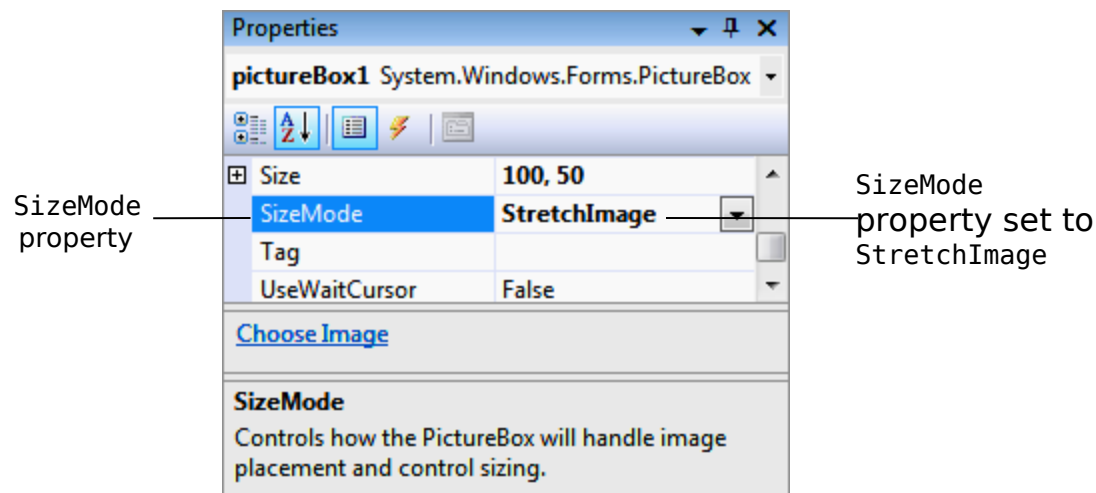 Properties
pictureBox1 System.Windows.Forms.PictureBox
A
Z
Size 100, 50
SizeMode StretchImage
Tag
UseWaitCursor False
Choose Image
SizeMode
Controls how the PictureBox will handle image
placement and control sizing.
SizeMode
property
SizeMode
property set to
StretchImage